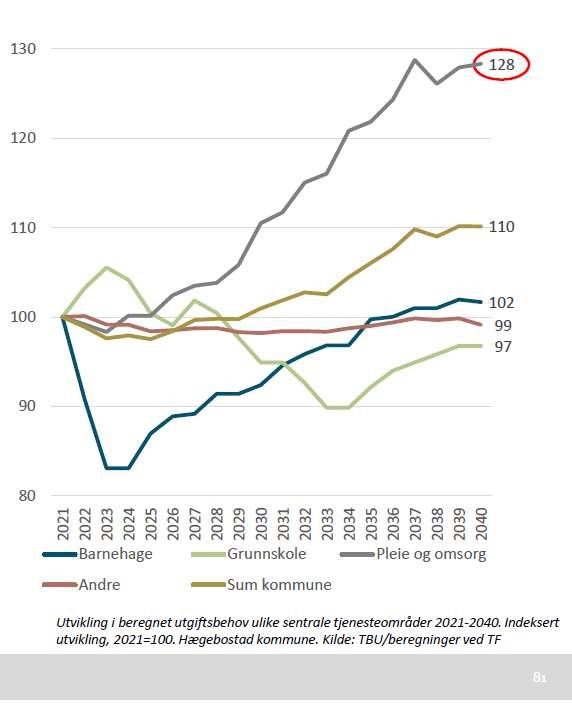 130
120
110
100
90
80
128
110
102
99
97
2021 2022 2023 2024 2025 2026 2027 2028 2029 2030 2031 2032 2033 2034 2035 2036 2037 2038 2039 2040
Barnehage Grunnskole Pleie og omsorg
Andre Sum kommune
Utvikling i beregnet utgiftsbehov ulike sentrale tjenesteområder 2021-2040. Indeksert
utvikling, 2021=100. Hægebostad kommune. Kilde: TBU/beregninger ved TF
81